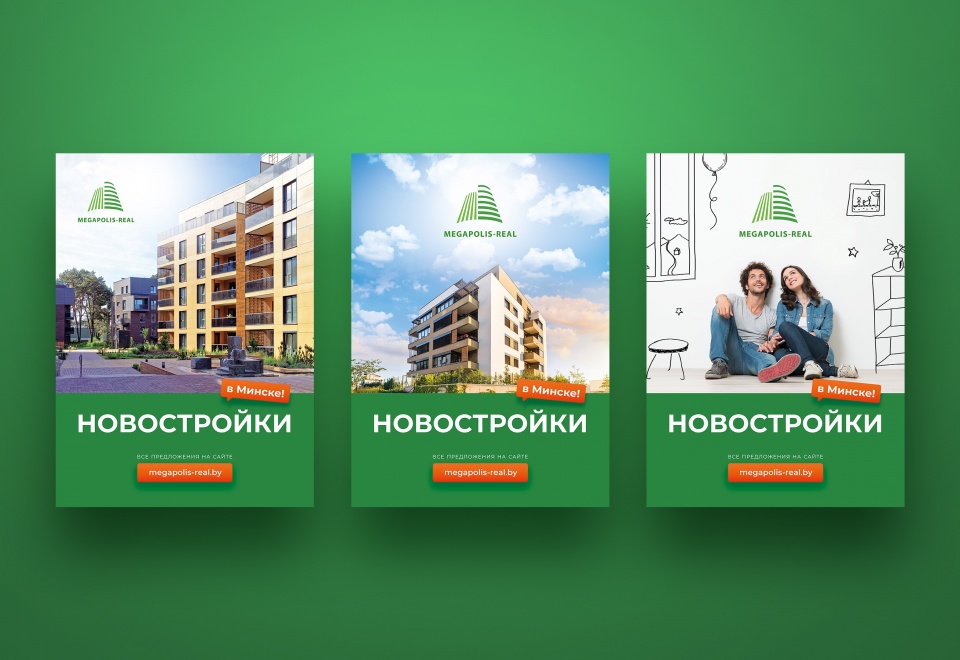 MEGAPOLIS-REAL
в Минске!
НОВОСТРОЙКИ
ВСЕ ПРЕДЛОЖЕНИЯ НА САЙТЕ
megapolis-real.by
MEGAPOLIS-REAL
в Минске!
НОВОСТРОЙКИ
ВСЕ ПРЕДЛОЖЕНИЯ НА САЙТЕ
megapolis-real.by
MEGAPOLIS-REAL
в Минске!
НОВОСТРОЙКИ
ВСЕ ПРЕДЛОЖЕНИЯ НА САЙТЕ
megapolis-real.by